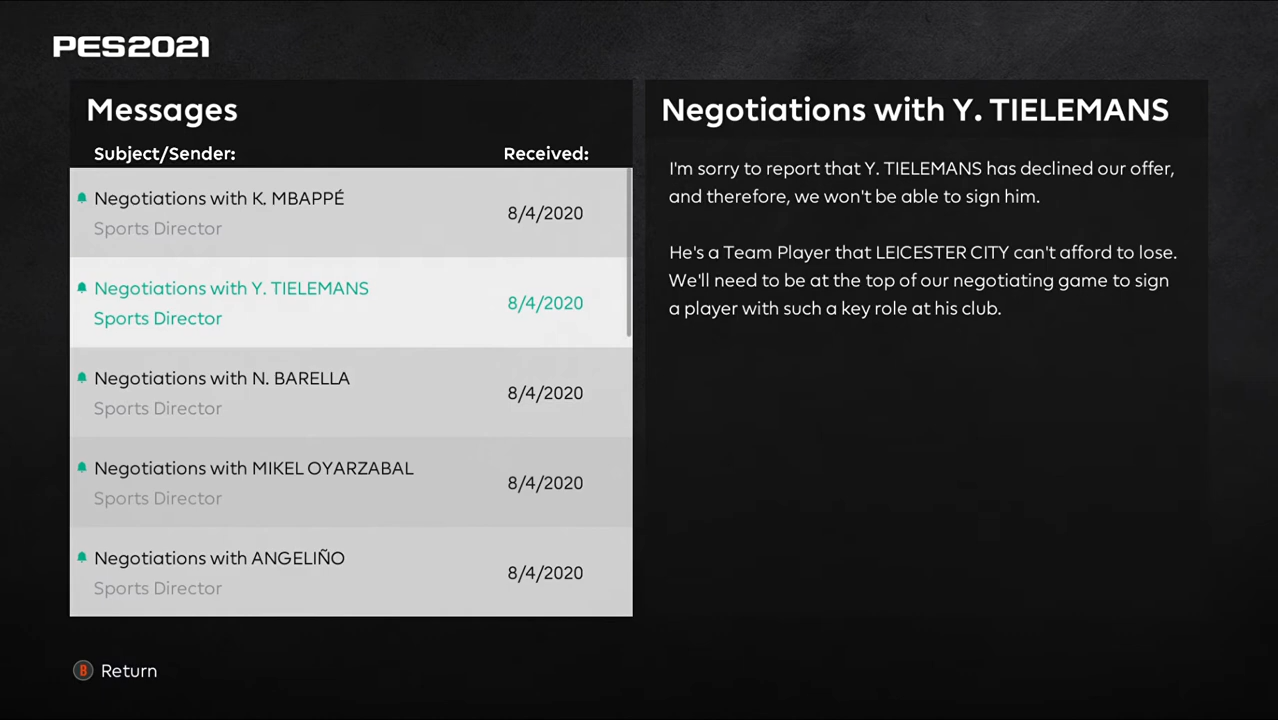 PES2021
Messages
Subject/Sender: Received:
Negotiations with K. MBAPPÉ
Sports Director
8/4/2020
Negotiations with Y. TIELEMANS
Sports Director
8/4/2020
Negotiations with N. BARELLA
Sports Director
8/4/2020
Negotiations with MIKEL OYARZABAL
Sports Director
8/4/2020
Negotiations with ANGELIÑO
Sports Director
8/4/2020
Negotiations with Y. TIELEMANS
I'm sorry to report that Y. TIELEMANS has declined our offer,
and therefore, we won't be able to sign him.
He's a Team Player that LEICESTER CITY can't afford to lose.
We'll need to be at the top of our negotiating game to sign
a player with such a key role at his club.
B Return